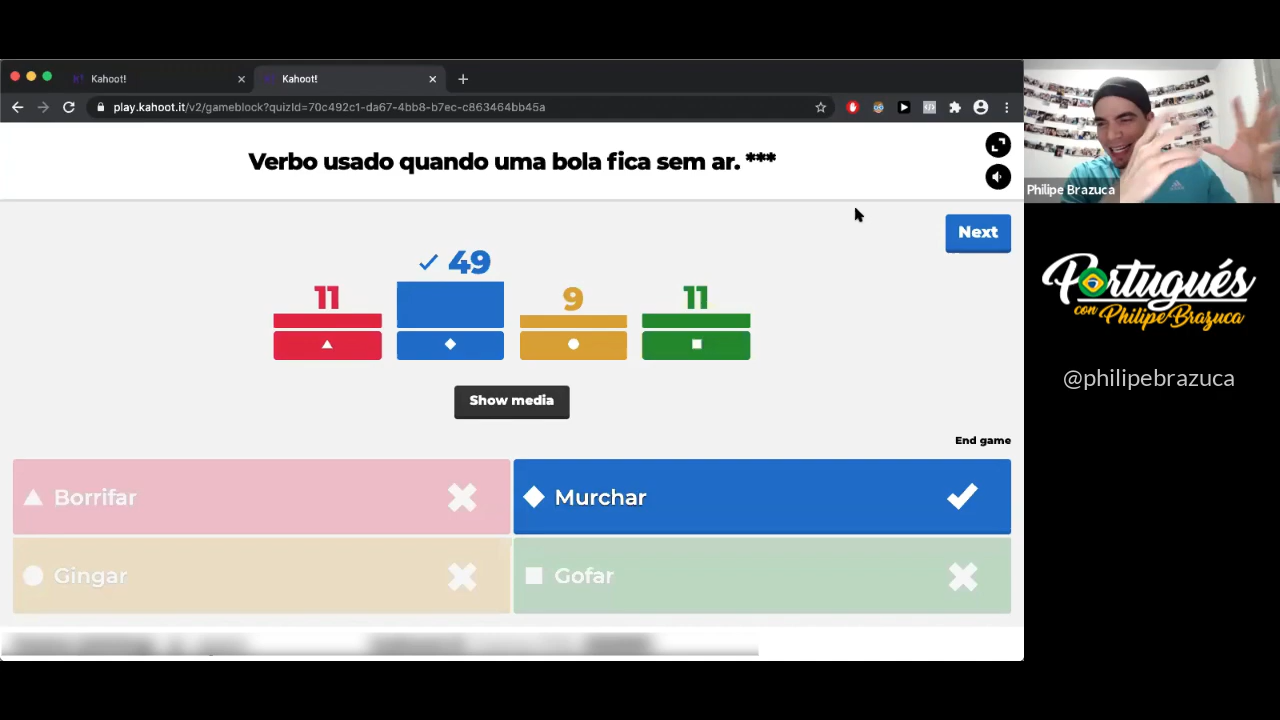 Kahoot!
Kahoot!
play.kahoot.it/v2/gameblock?quizId=70c492c1-da67-4bb8-b7ec-c863464bb45a
Verbo usado quando uma bola fica sem ar. ***
Philipe Brazuca
Next
11
49
9
11
Show media
End game
Borrifar
Murchar
Gingar
Gofar
Portugués
con Philipe Brazuca
@philipebrazuca